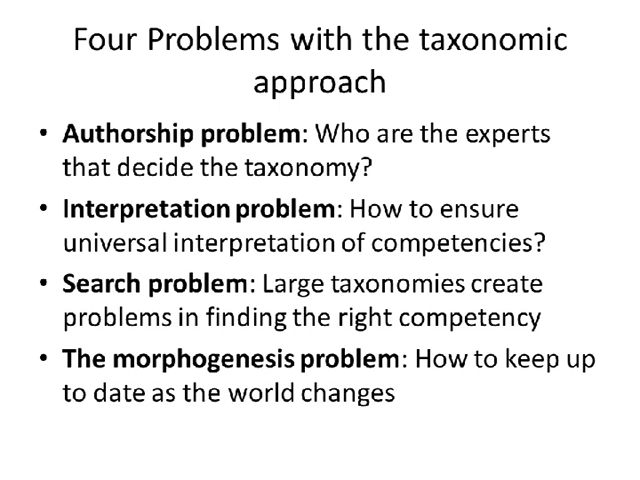 Four Problems with the taxonomic
approach
• Authorship problem: Who are the experts
that decide the taxonomy?
• Interpretation problem: How to ensure
universal interpretation of competencies?
• Search problem: Large taxonomies create
problems in finding the right competency
• The morphogenesis problem: How to keep up
to date as the world changes